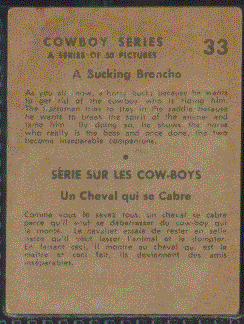 COWBOY SERIES
A SERIES OF 50 PICTURES
33
A Bucking Broncho
As you all know, a horse bucks because he wants
to get rid of the cowboy who is riding him.
The horseman tries to stay in the saddle because
he wants to break the spirit of the animal and
tame him. By doing so, he shows the horse
who really is the boss and once done, the two
become inseparable companions.
SÉRIE SUR LES COW-BOYS
Un Cheval qui se Cabre
Comme vous le savez tous, un cheval se cabre
parce qu'il veut se débarrasser du cow-boy qui
le monte. Le cavalier essaie de rester en selle
parce qu'il veut lasser l'animal et le dompter.
En faisant ceci, il montre au cheval qui est le
maître et ceci fait, ils deviennent des amis
inséparables.